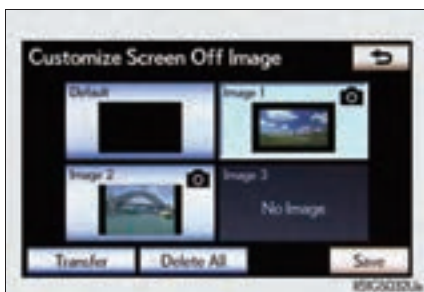 Customize Screen Off Image
Default
Image 1
Image 2
Image 3
No Image
Transfer
Delete All
Save